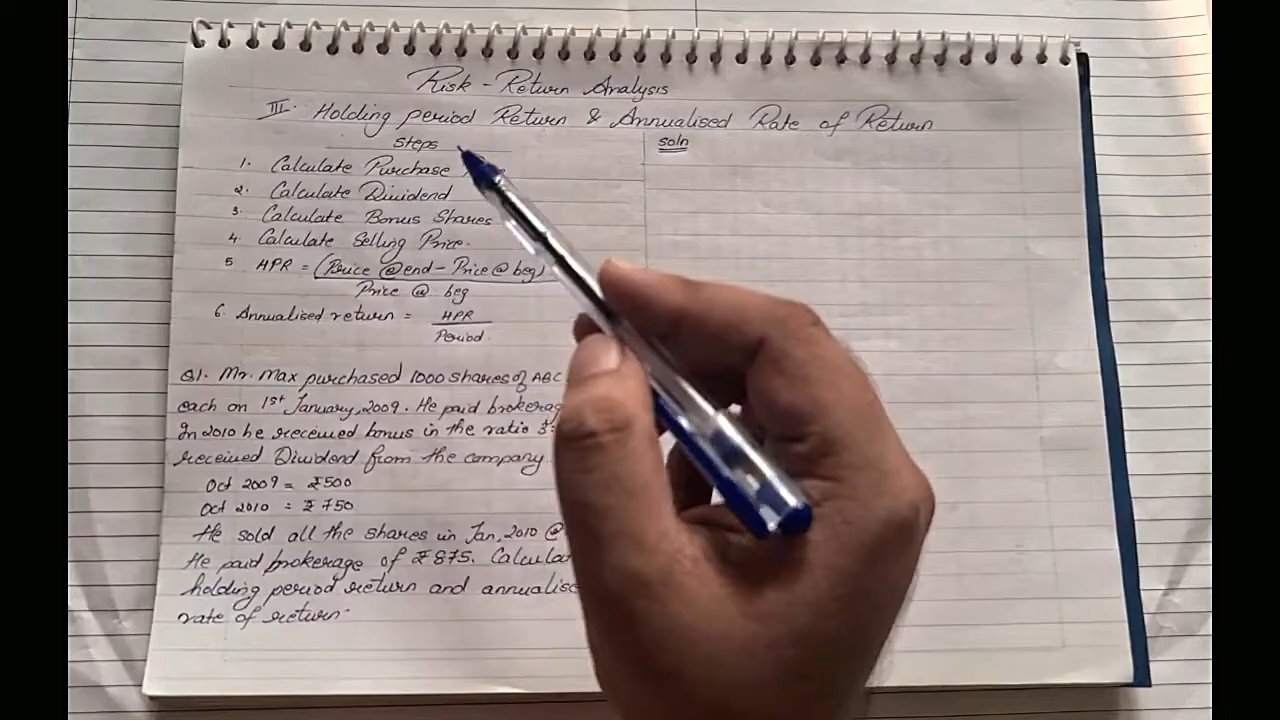 Risk - Return Analysis
III. Holding period Return & Annualised Rate of Return
Steps
1. Calculate Purchase
2. Calculate Dividend
3. Calculate Bonus Shares
4. Calculate Selling Price.
5 HPR = (Price @end - Price @ beg)
Price @ beg
6. Annualised return = HPR
Period.
Q1. Mr. Max purchased 1000 shares of ABC
each on 1st January, 2009. He paid
In 2010 he received bonus in the ratio
received Dividend from the company
Oct 2009 = ₹500
Oct 2010 = ₹750
He sold all the shares in Jan, 2010 @
He paid brokerage of ₹875.
holding period return and
rate of return.
soln